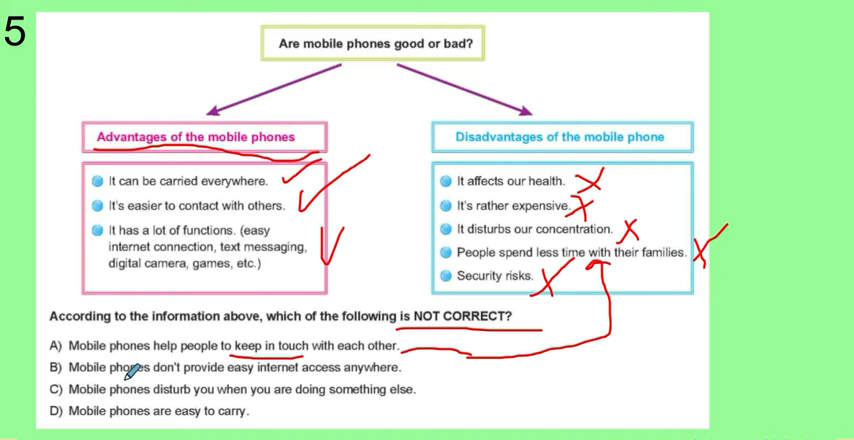 5
Are mobile phones good or bad?
Advantages of the mobile phones
It can be carried everywhere.
It's easier to contact with others.
It has a lot of functions. (easy
internet connection, text messaging,
digital camera, games, etc.)
Disadvantages of the mobile phone
It affects our health.
It's rather expensive.
It disturbs our concentration.
People spend less time with their families.
Security risks.
According to the information above, which of the following is NOT CORRECT?
A) Mobile phones help people to keep in touch with each other.
B) Mobile phones don't provide easy internet access anywhere.
C) Mobile phones disturb you when you are doing something else.
D) Mobile phones are easy to carry.